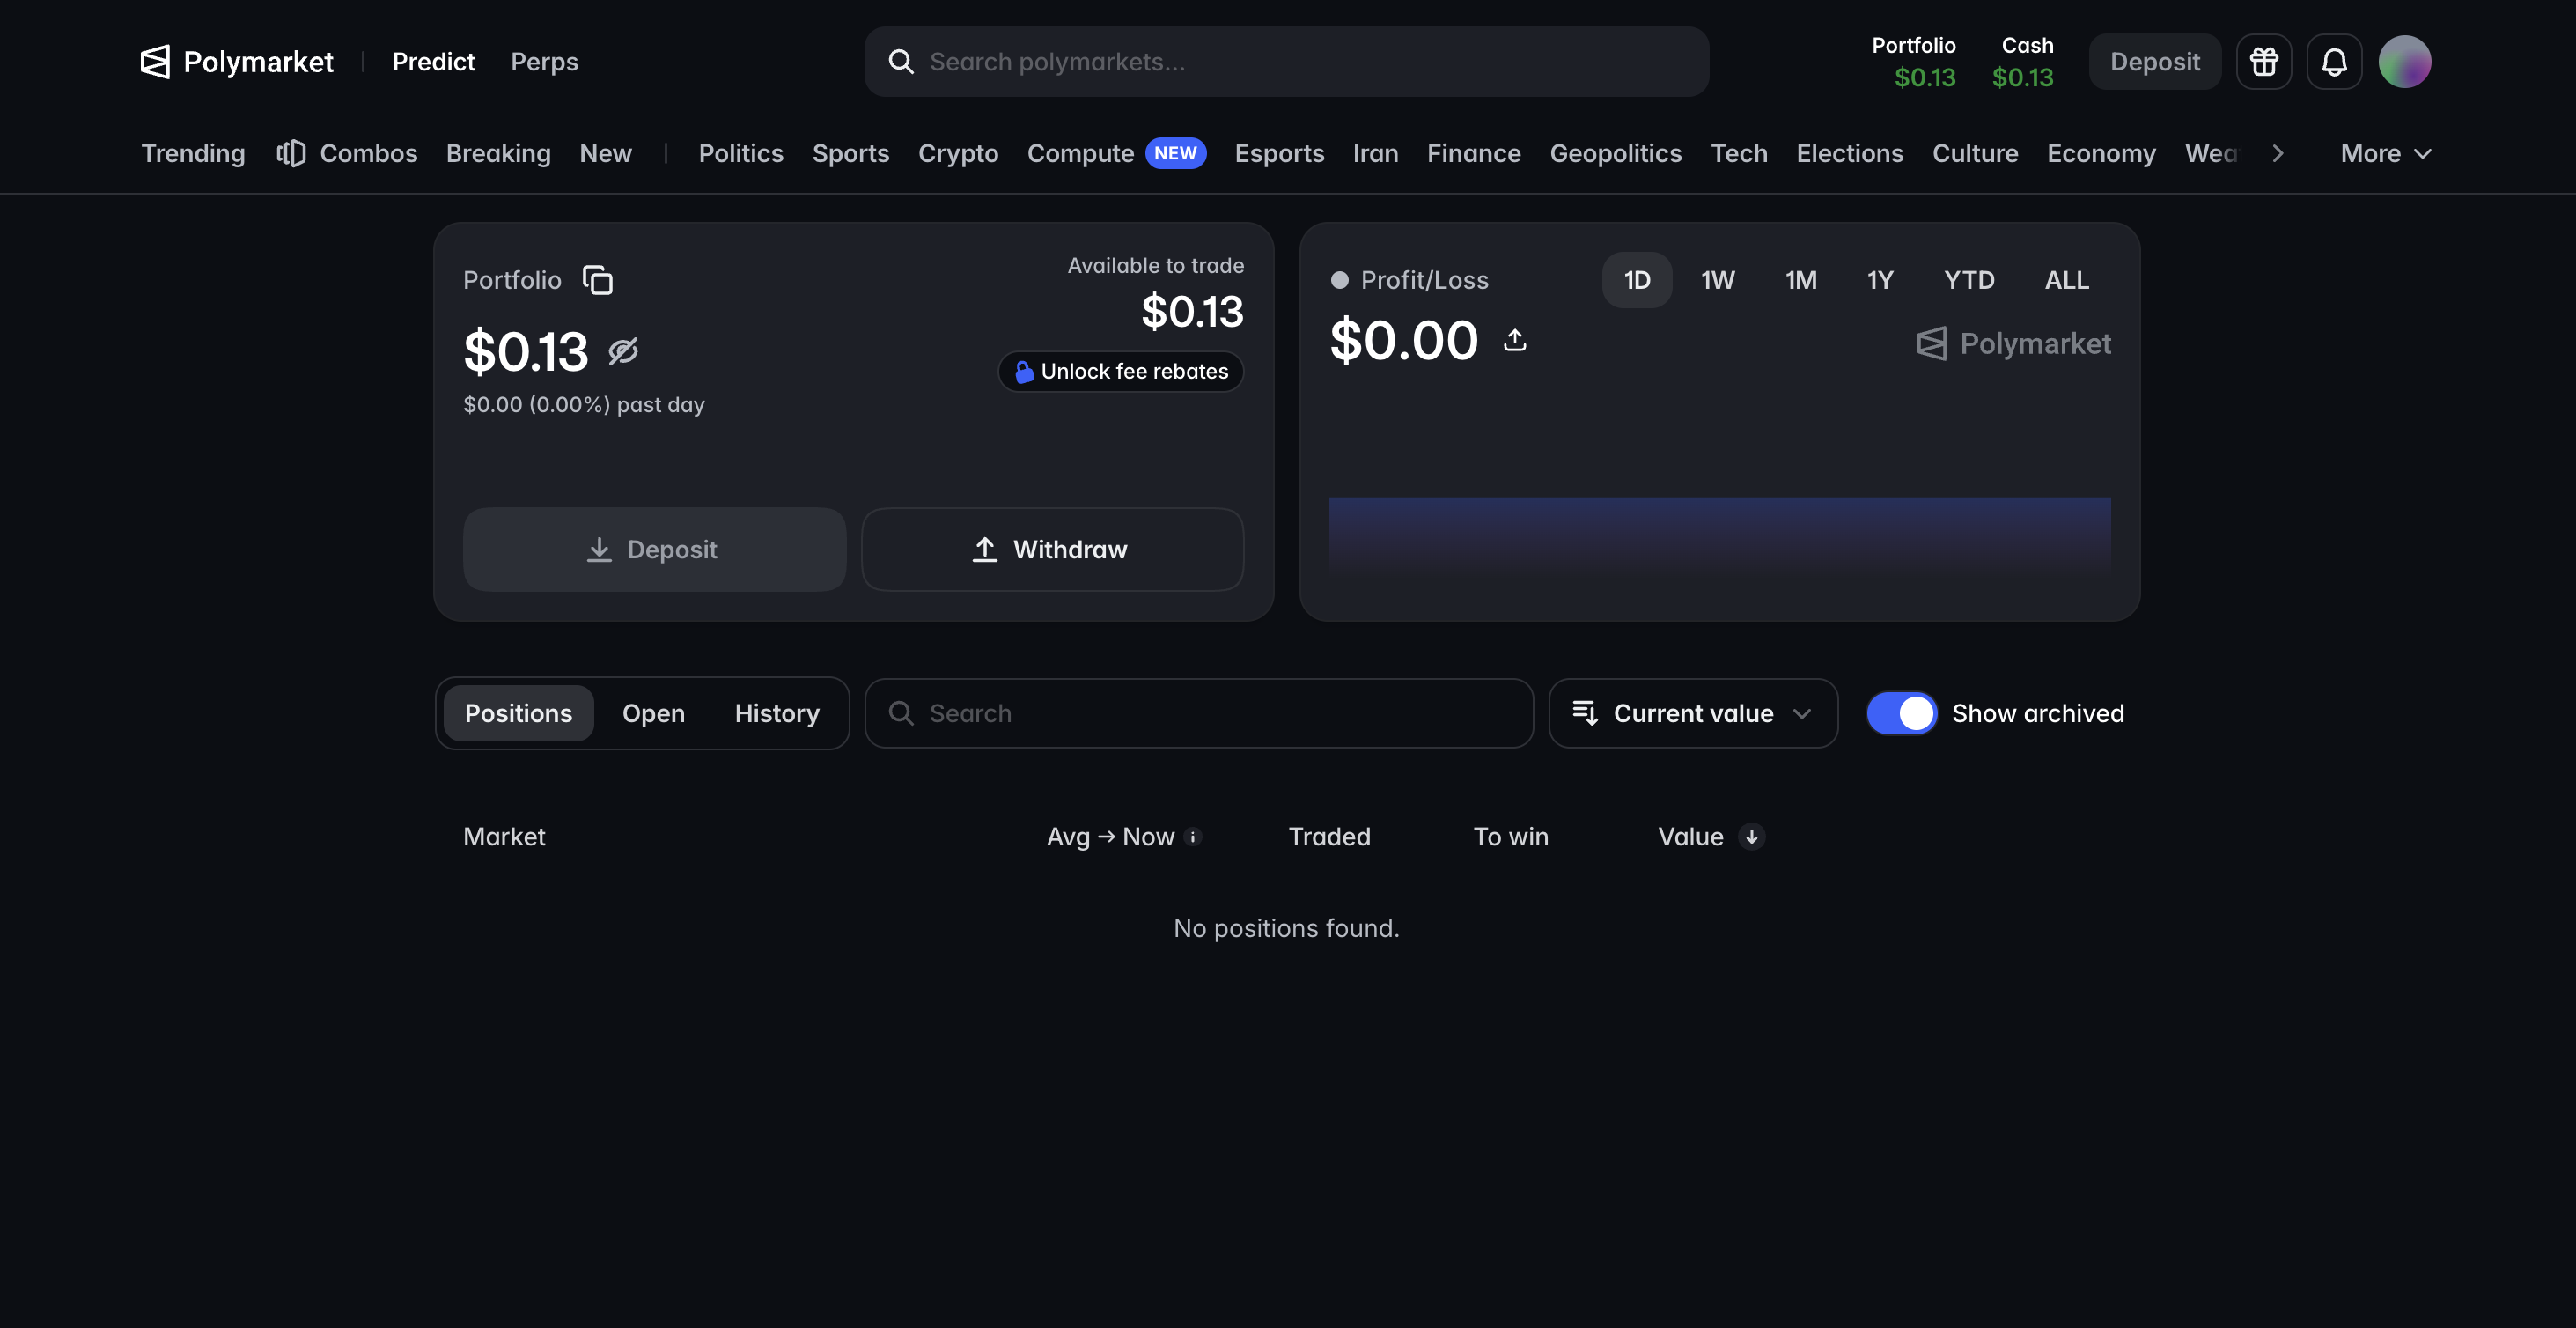 Polymarket | Predict Perps
Search polymarkets...
Portfolio
$0.13
Cash
$0.13
Deposit
Trending Combos Breaking New | Politics Sports Crypto Compute NEW Esports Iran Finance Geopolitics Tech Elections Culture Economy Wea More
Portfolio
$0.13
$0.00 (0.00%) past day
Available to trade
$0.13
Unlock fee rebates
Deposit
Withdraw
Profit/Loss
1D 1W 1M 1Y YTD ALL
$0.00
Polymarket
Positions Open History
Search
Current value
Show archived
Market Avg → Now Traded To win Value
No positions found.